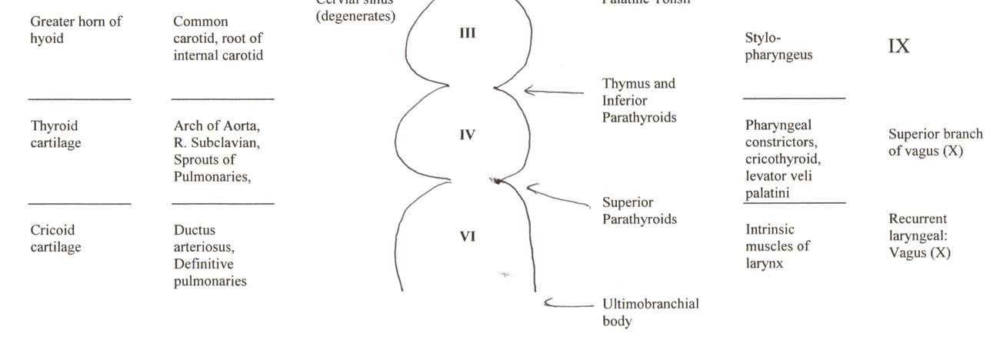 Greater horn of
hyoid
Common
carotid, root of
internal carotid
(degenerates)
III
Stylo-
pharyngeus
IX
Thymus and
Inferior
Parathyroids
Thyroid
cartilage
Arch of Aorta,
R. Subclavian,
Sprouts of
Pulmonaries,
IV
Pharyngeal
constrictors,
cricothyroid,
levator veli
palatini
Superior branch
of vagus (X)
Superior
Parathyroids
Cricoid
cartilage
Ductus
arteriosus,
Definitive
pulmonaries
VI
Intrinsic
muscles of
larynx
Recurrent
laryngeal:
Vagus (X)
Ultimobranchial
body